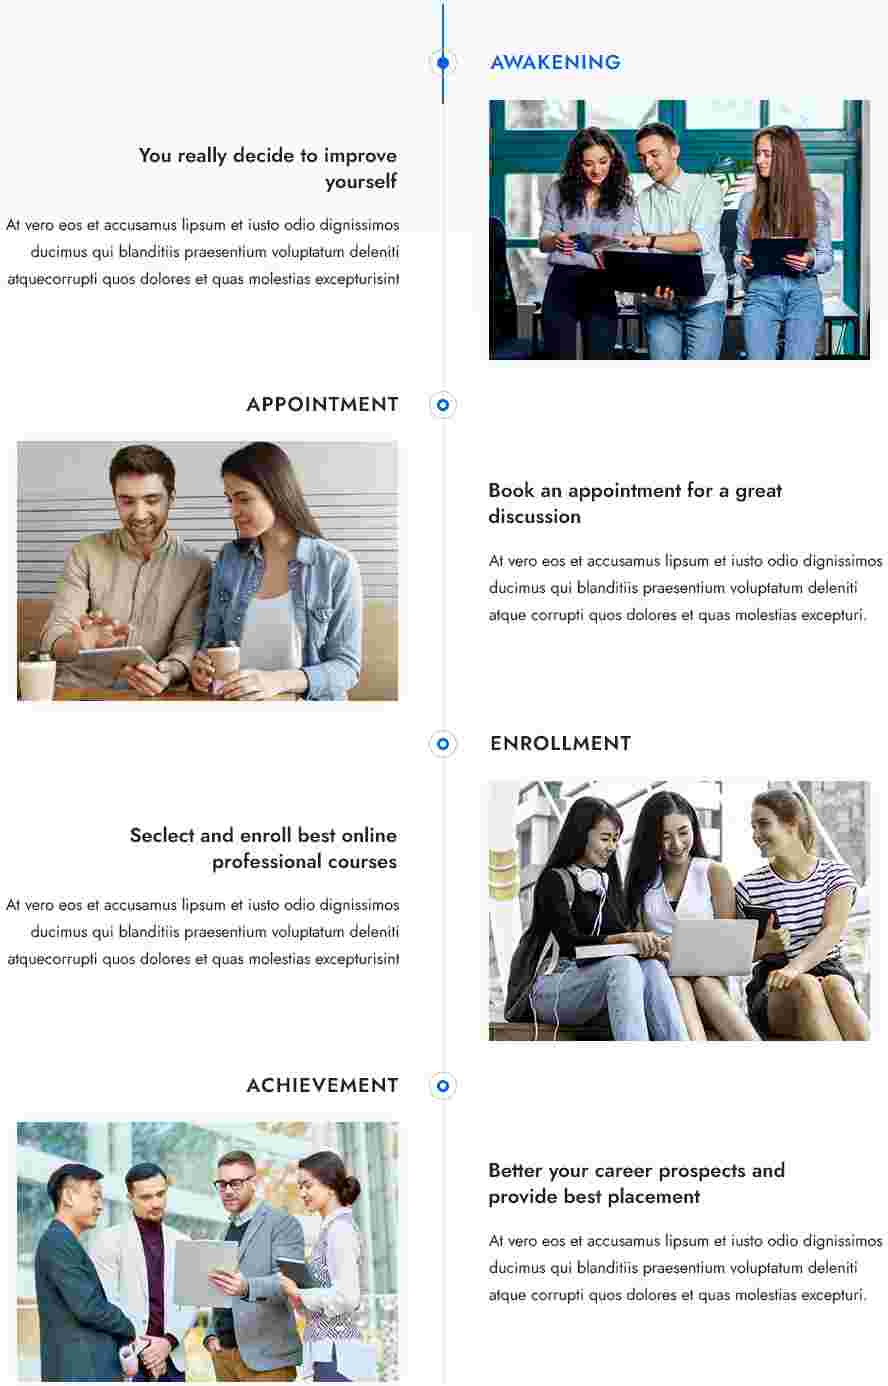 AWAKENING
You really decide to improve
yourself
At vero eos et accusamus lipsum et iusto odio dignissimos
ducimus qui blanditiis praesentium voluptatum deleniti
atquecorrupti quos dolores et quas molestias excepturisint
APPOINTMENT
Book an appointment for a great
discussion
At vero eos et accusamus lipsum et iusto odio dignissimos
ducimus qui blanditiis praesentium voluptatum deleniti
atque corrupti quos dolores et quas molestias excepturi.
ENROLLMENT
Seclect and enroll best online
professional courses
At vero eos et accusamus lipsum et iusto odio dignissimos
ducimus qui blanditiis praesentium voluptatum deleniti
atquecorrupti quos dolores et quas molestias excepturisint
ACHIEVEMENT
Better your career prospects and
provide best placement
At vero eos et accusamus lipsum et iusto odio dignissimos
ducimus qui blanditiis praesentium voluptatum deleniti
atque corrupti quos dolores et quas molestias excepturi.